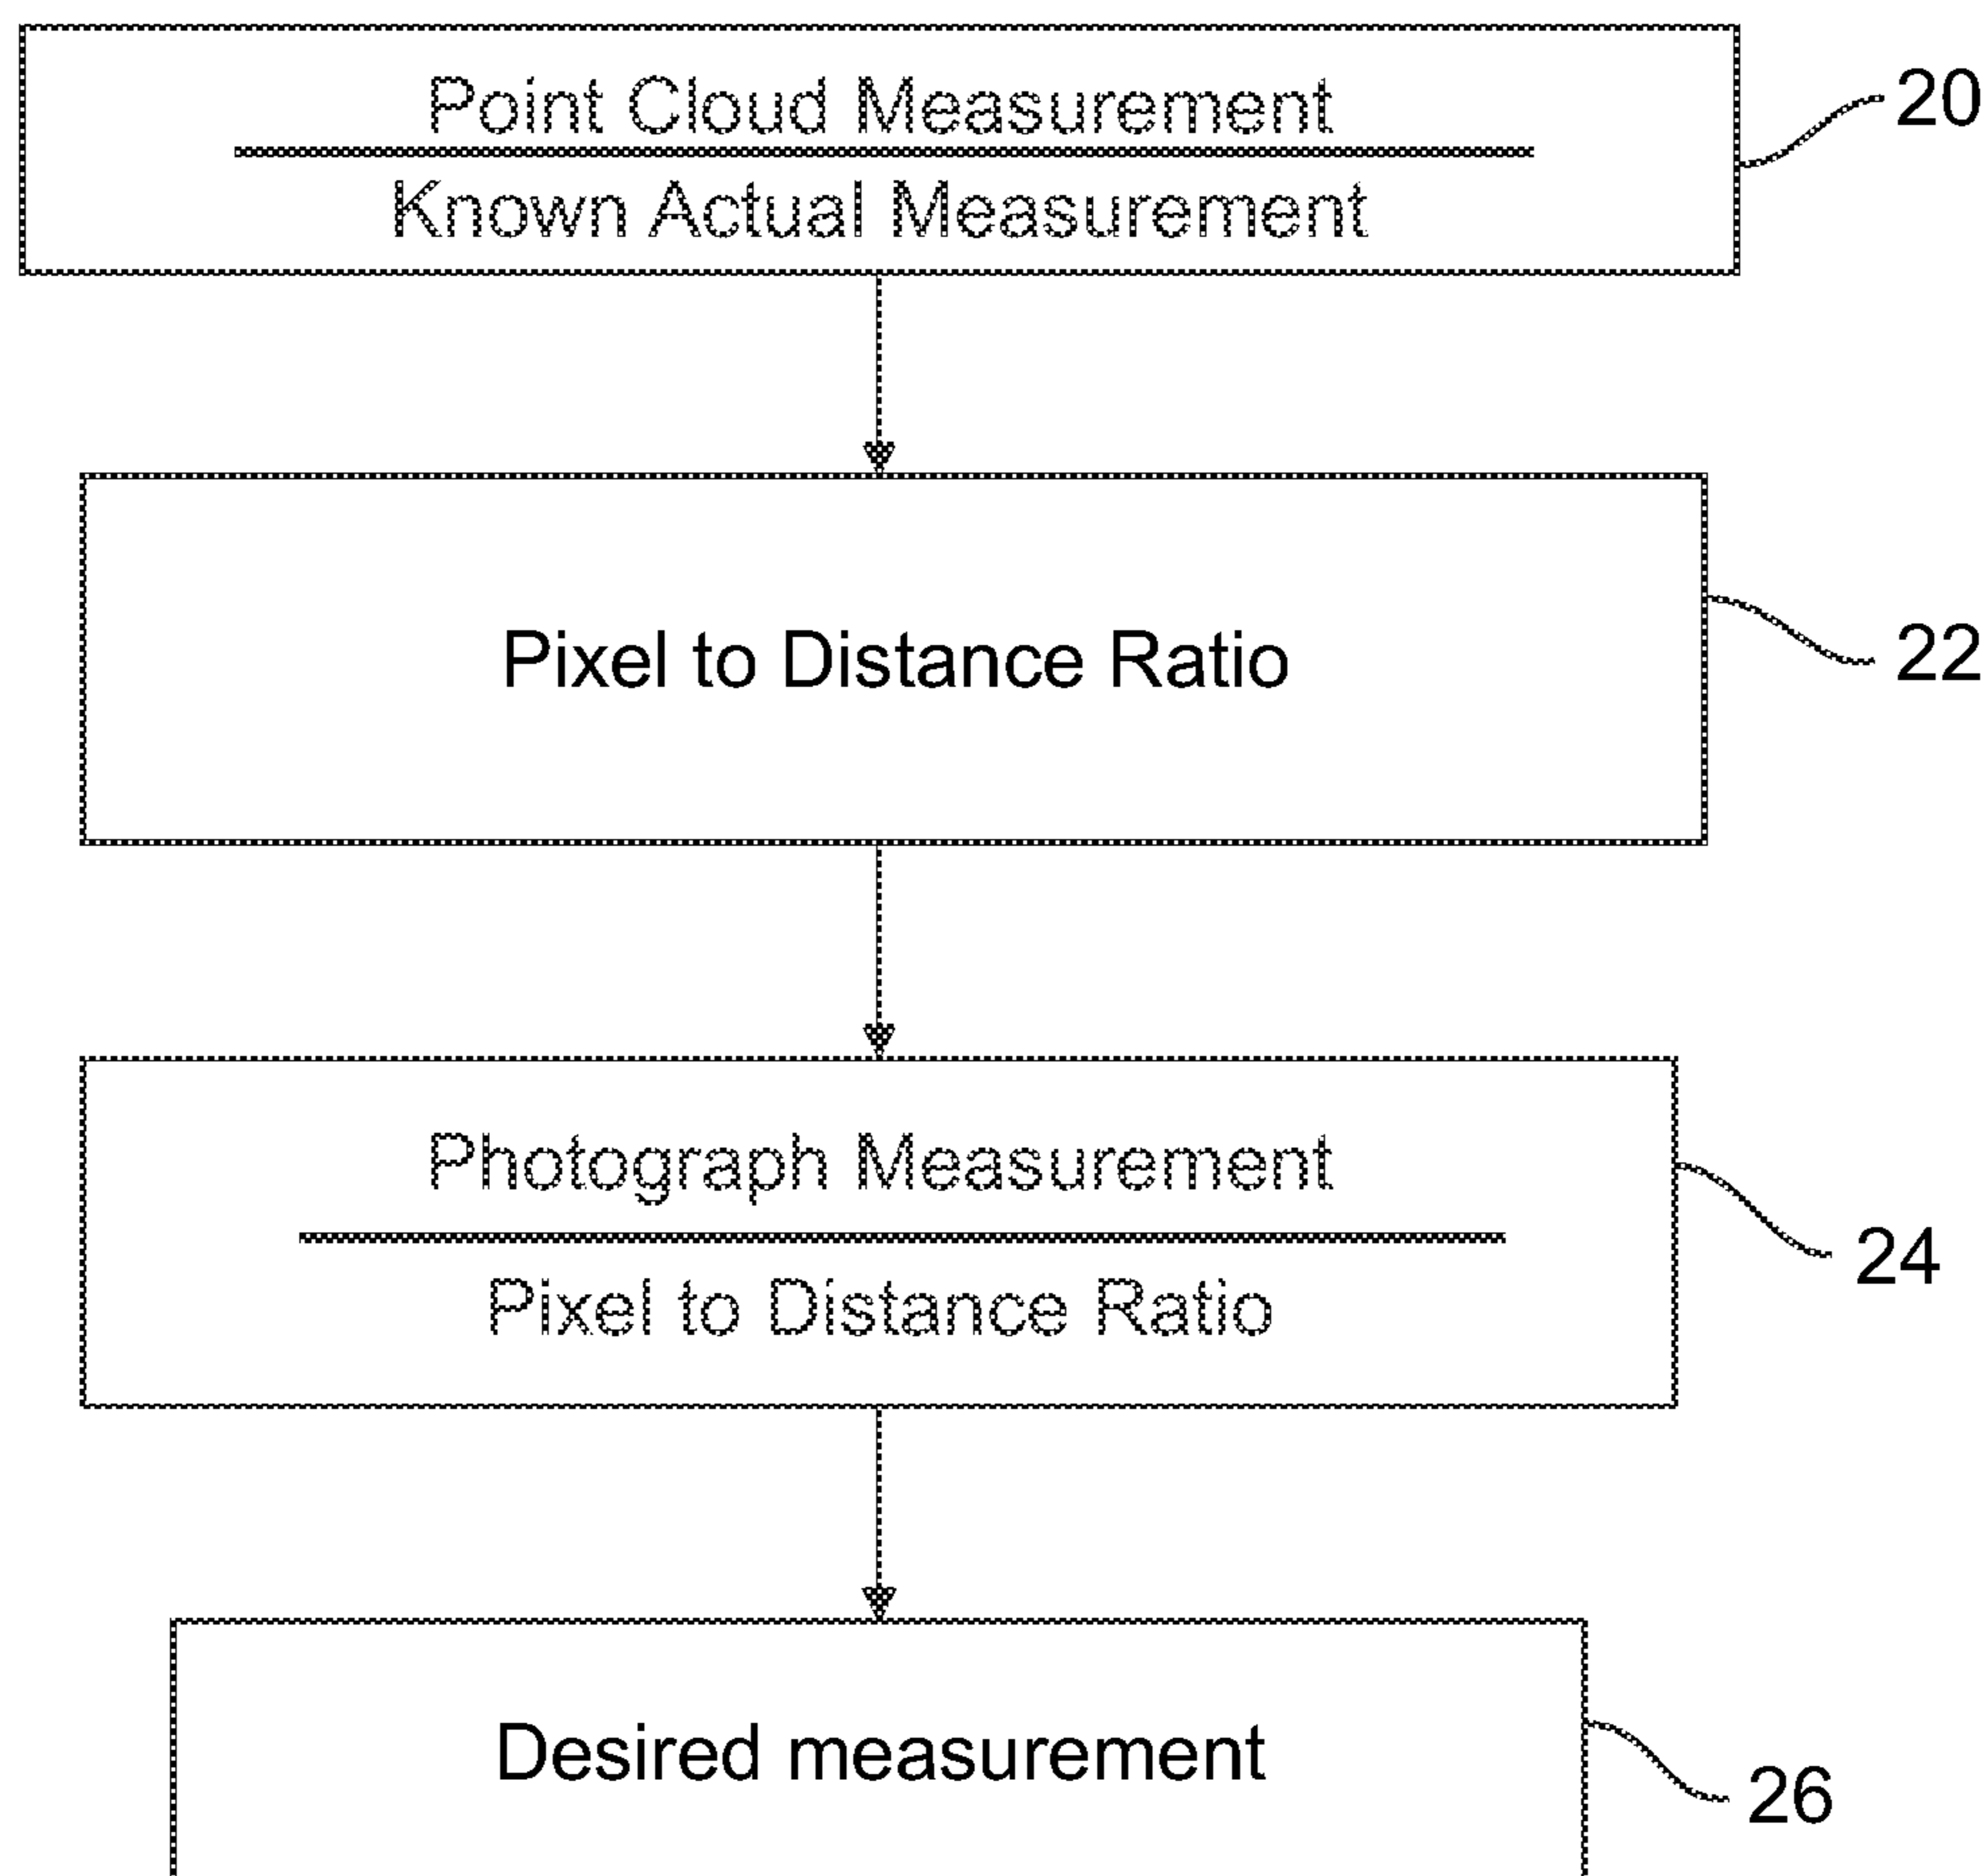 Point Cloud Measurement
20
Known Actual Measurement
Pixel to Distance Ratio
22
Photograph Measurement
24
Pixel to Distance Ratio
Desired measurement
26